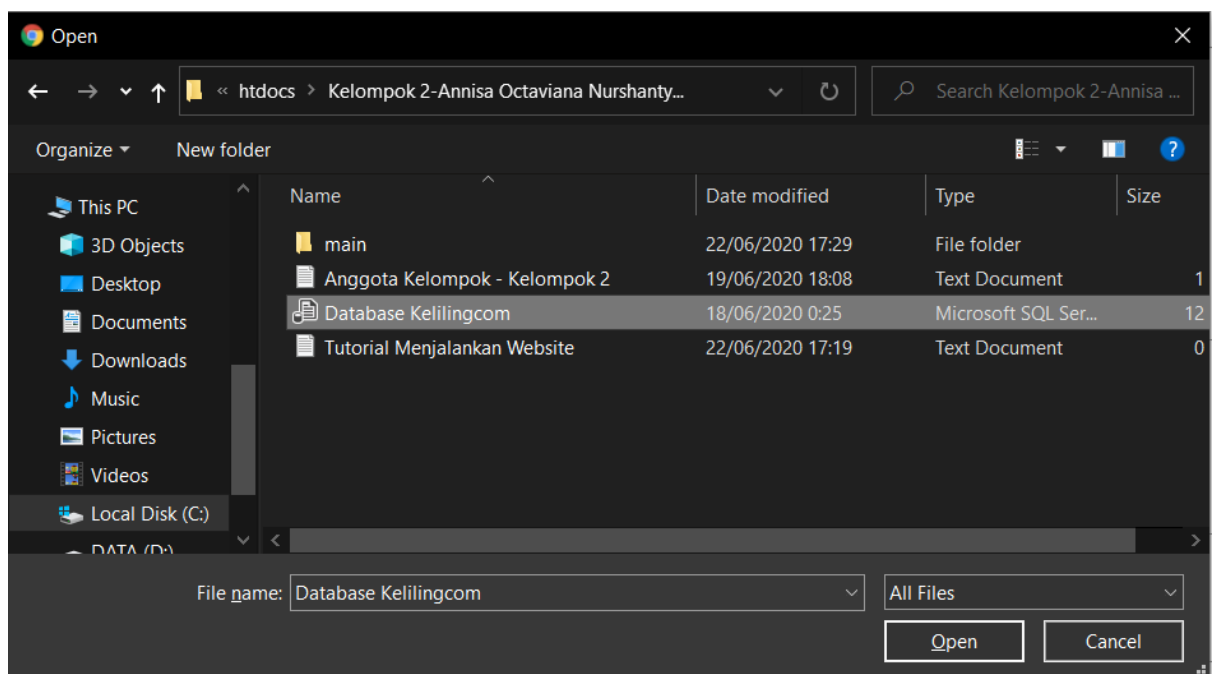 Open
« htdocs > Kelompok 2-Annisa Octaviana Nurshanty... Search Kelompok 2-Annisa ...
Organize New folder
Name Date modified Type Size
This PC
3D Objects
Desktop
Documents
Downloads
Music
Pictures
Videos
Local Disk (C:)
DATA (D:)
main 22/06/2020 17:29 File folder
Anggota Kelompok - Kelompok 2 19/06/2020 18:08 Text Document 1
Database Kelilingcom 18/06/2020 0:25 Microsoft SQL Ser... 12
Tutorial Menjalankan Website 22/06/2020 17:19 Text Document 0
File name: Database Kelilingcom All Files
Open Cancel